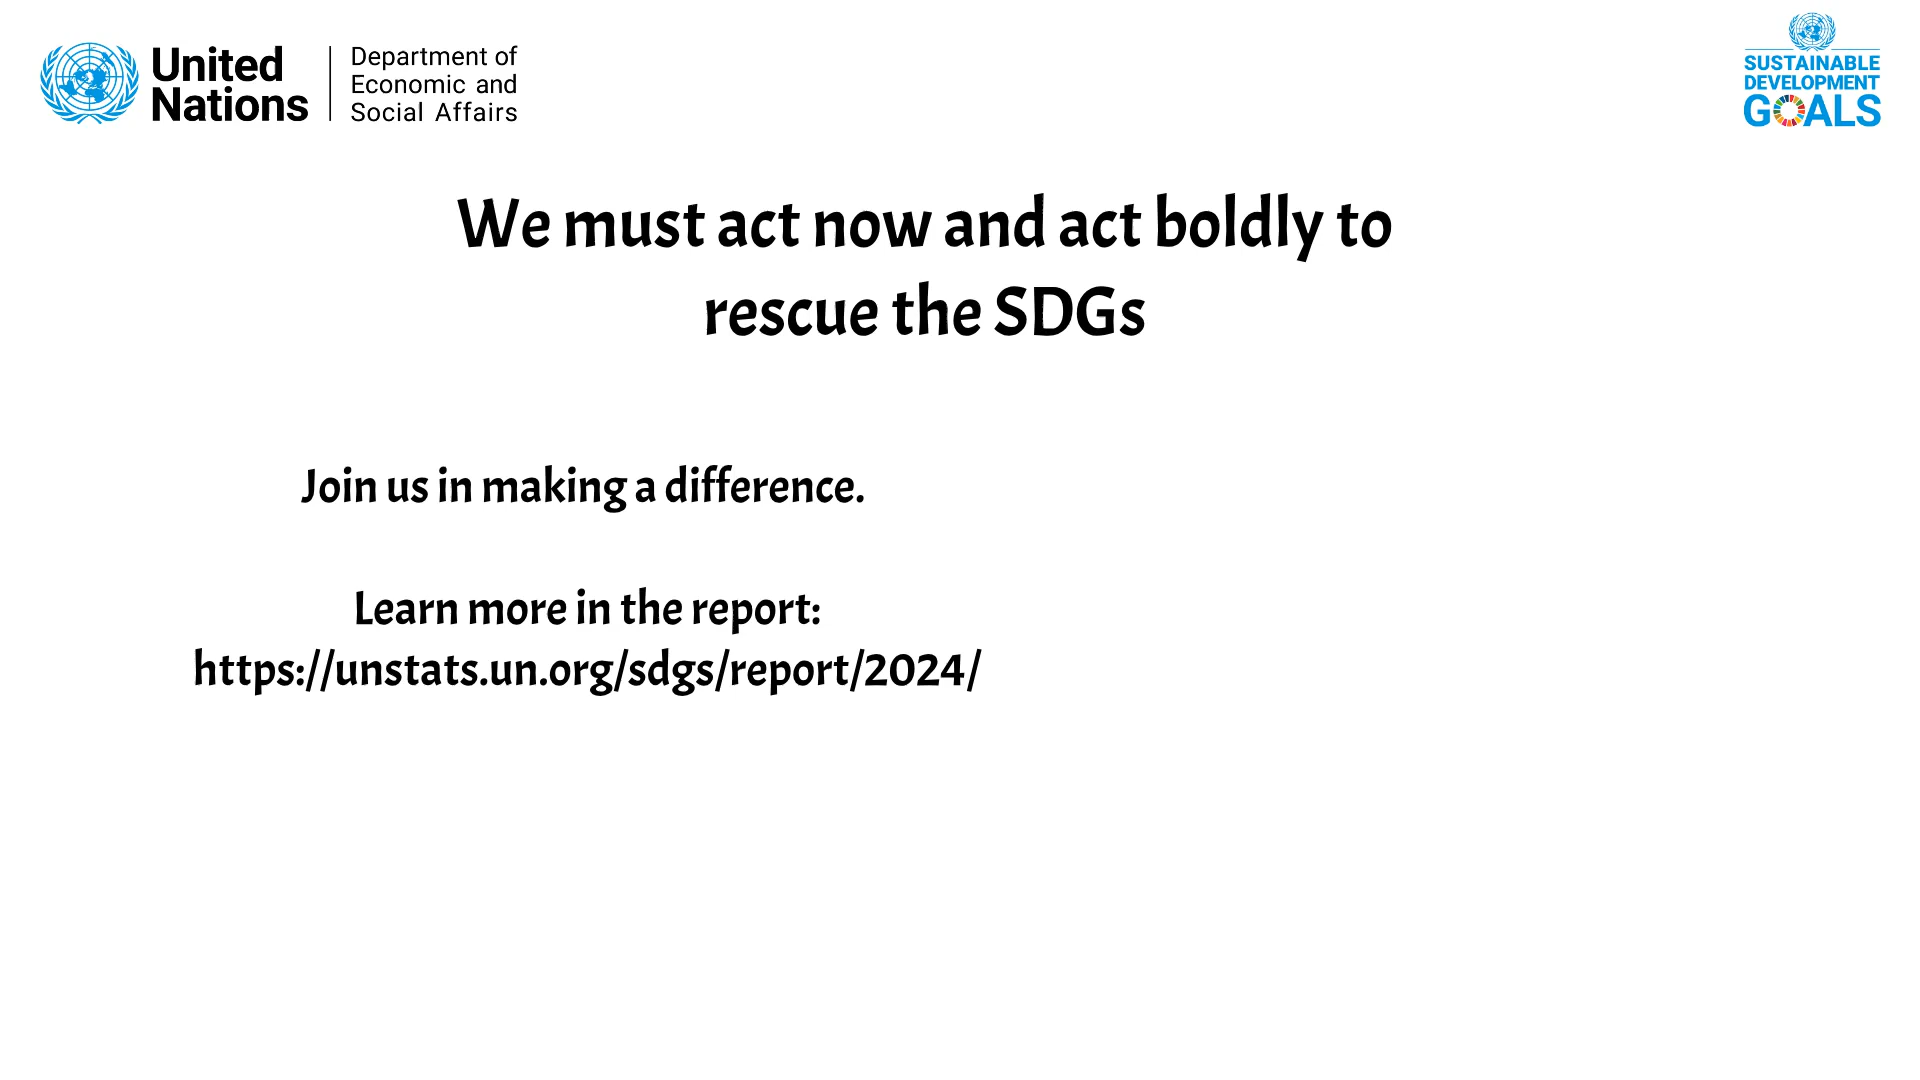 United
Nations
Department of
Economic and
Social Affairs
SUSTAINABLE
DEVELOPMENT
GOALS
We must act now and act boldly to
rescue the SDGs
Join us in making a difference.
Learn more in the report:
https://unstats.un.org/sdgs/report/2024/